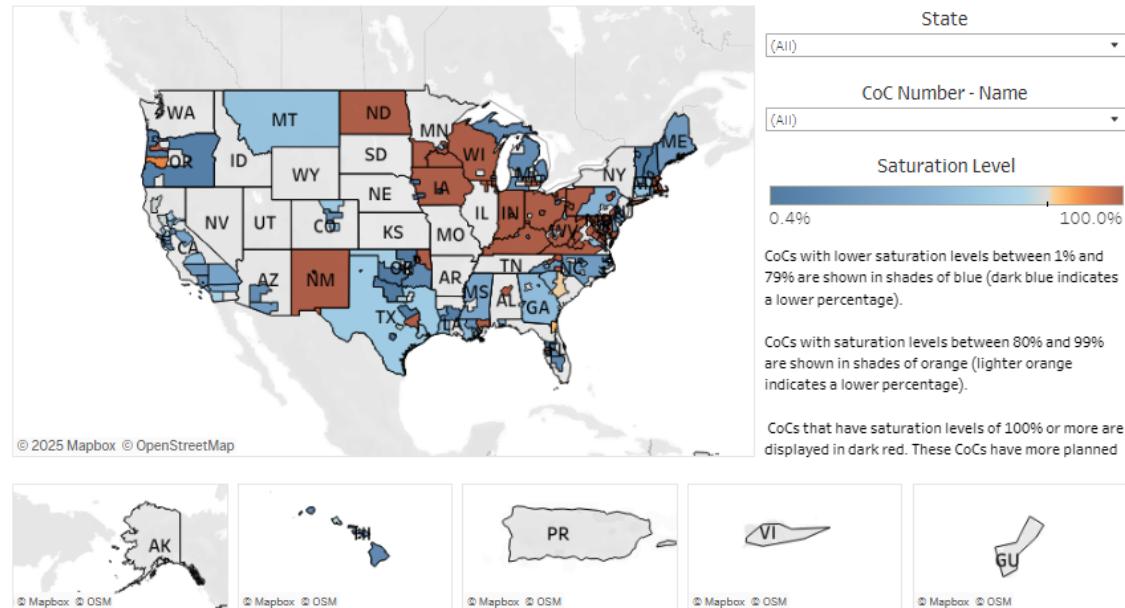 State
(All)
CoC Number - Name
(All)
Saturation Level
0.4%
100.0%
CoCs with lower saturation levels between 1% and
79% are shown in shades of blue (dark blue indicates
a lower percentage).
CoCs with saturation levels between 80% and 99%
are shown in shades of orange (lighter orange
indicates a lower percentage).
CoCs that have saturation levels of 100% or more are
displayed in dark red. These CoCs have more planned
WA
MT
ND
MN
ME
OR
ID
SD
WI
NY
WY
NE
IA
NV
UT
CO
IL
IN
WV
CA
KS
MO
AZ
NM
OK
AR
TN
NC
MS
AL
GA
TX
LA
© 2025 Mapbox © OpenStreetMap
AK
© Mapbox © OSM
HI
© Mapbox © OSM
PR
© Mapbox © OSM
VI
© Mapbox © OSM
GU
© Mapbox © OSM